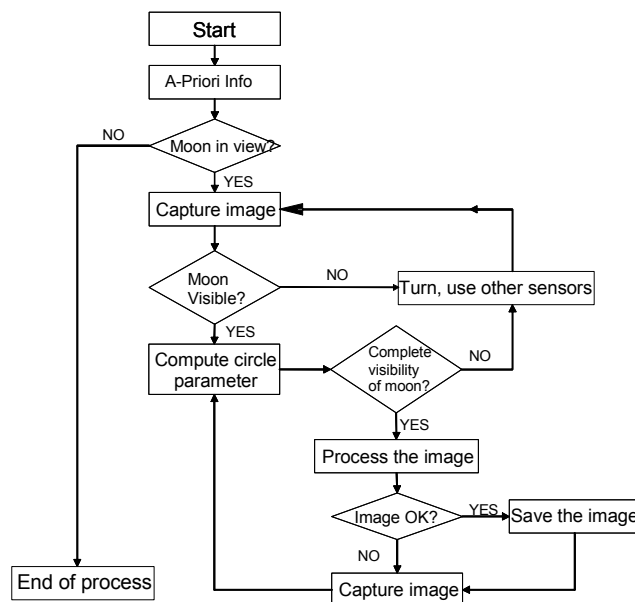 Start
A-Priori Info
NO
Moon in view?
YES
Capture image
Moon
Visible?
NO
Turn, use other sensors
YES
Compute circle
parameter
Complete
visibility
of moon?
NO
YES
Process the image
Image OK?
YES
Save the image
NO
End of process
Capture image